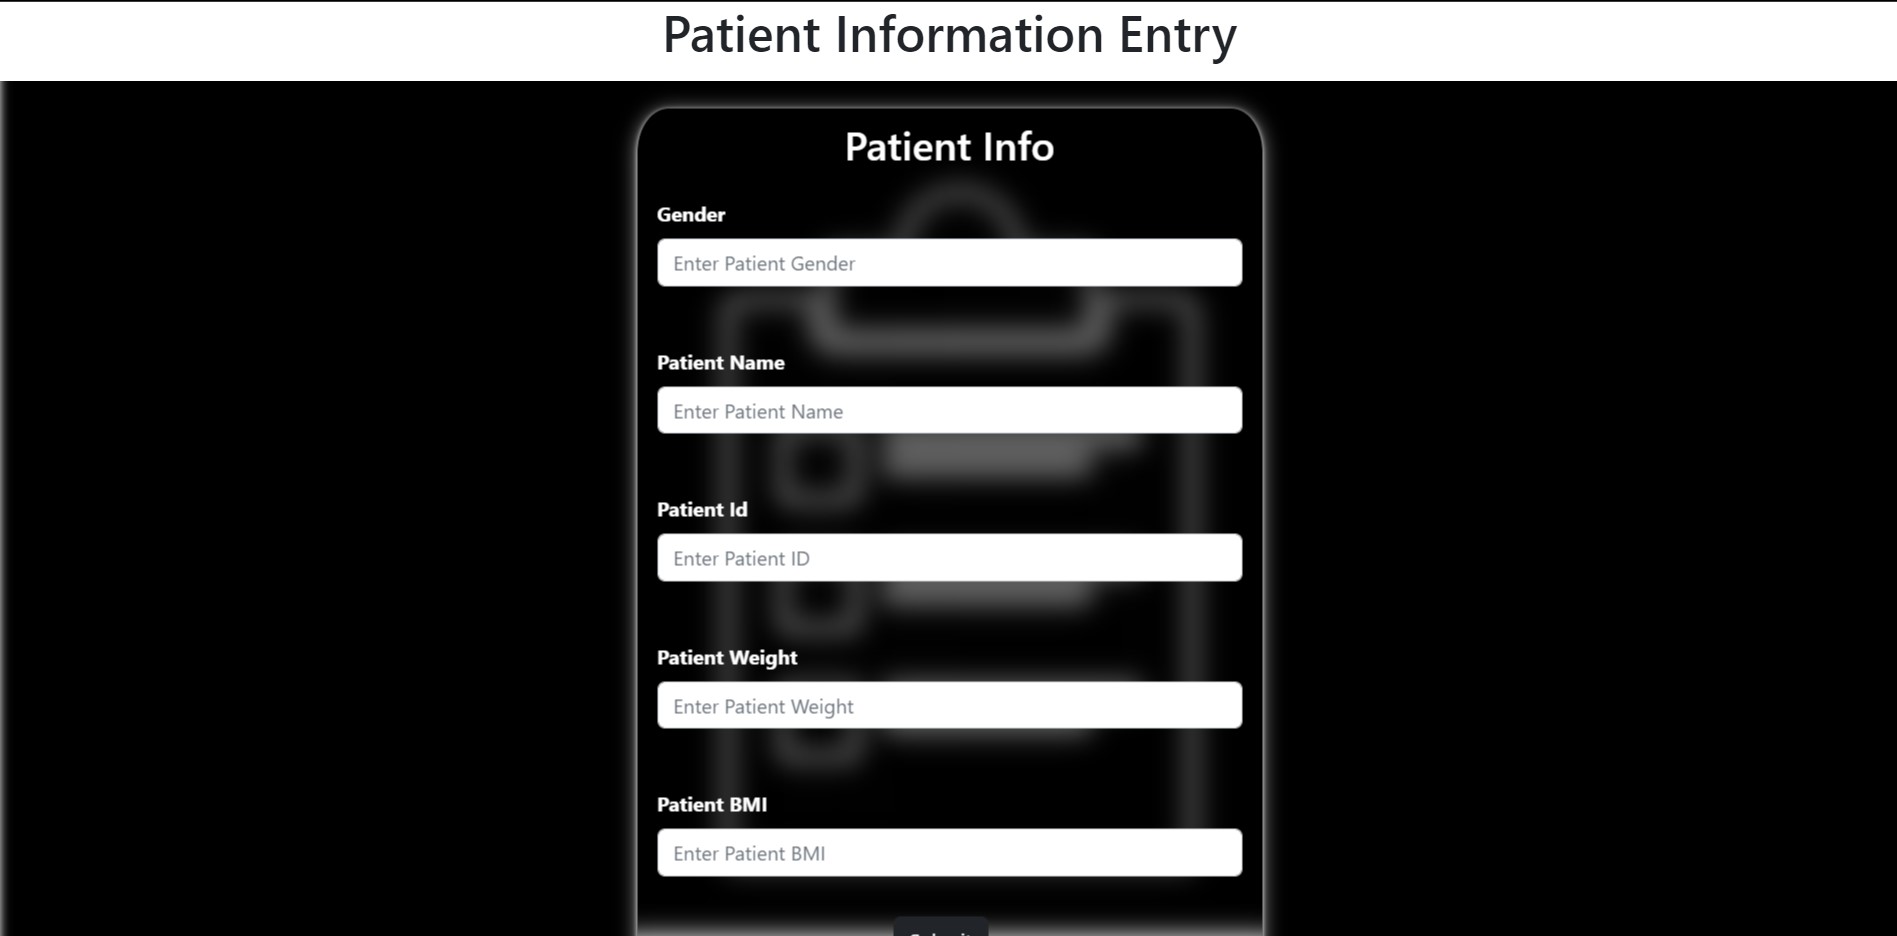 Patient Information Entry
Patient Info
Gender
Enter Patient Gender
Patient Name
Enter Patient Name
Patient Id
Enter Patient ID
Patient Weight
Enter Patient Weight
Patient BMI
Enter Patient BMI